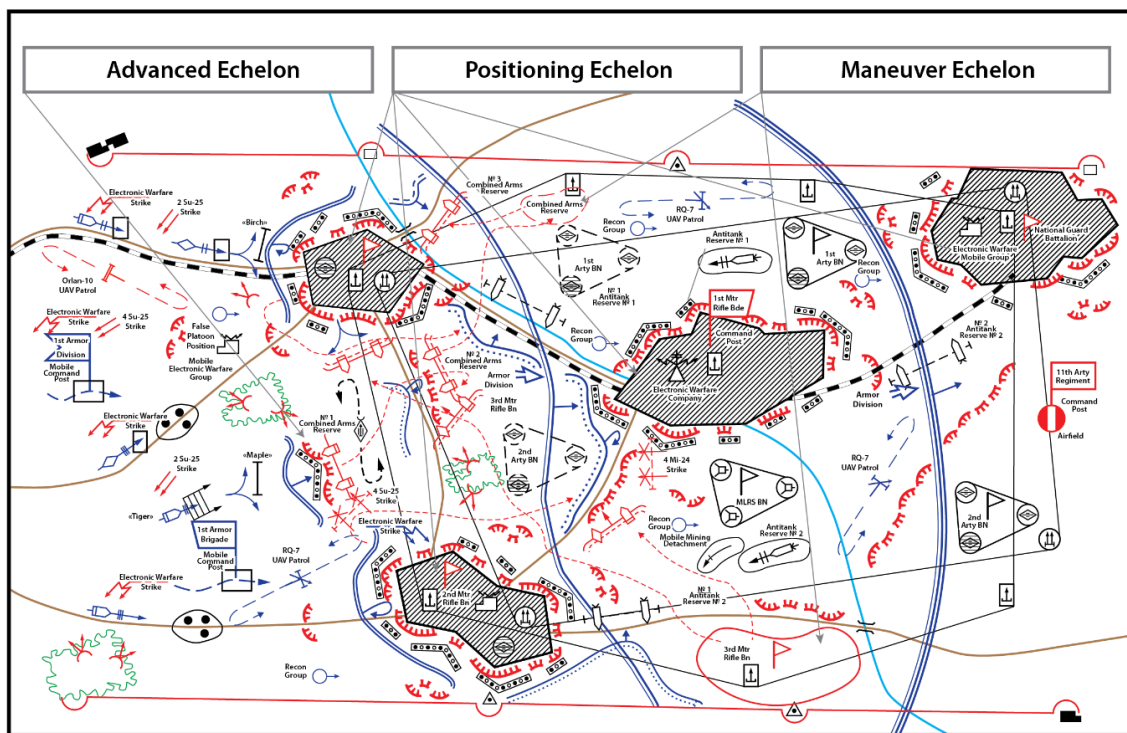 Advanced Echelon
Positioning Echelon
Maneuver Echelon
Electronic Warfare
Strike
2 Su-25
Strike
«Birch»
Orlan-10
UAV Patrol
Electronic Warfare
Strike
4 Su-25
Strike
1st Armor
Division
Mobile
Command
Post
False
Platoon
Position
Mobile
Electronic Warfare
Group
Electronic Warfare
Strike
2 Su-25
Strike
«Maple»
«Tiger»
1st Armor
Brigade
Mobile
Command
Post
RQ-7
UAV Patrol
Electronic Warfare
Strike
Recon
Group
№ 1
Combined Arms
Reserve
4 Su-25
Strike
Electronic Warfare
Strike
2nd Mtr
Rifle Bn
№ 3
Combined Arms
Reserve
Combined Arms
Reserve
Recon
Group
RQ-7
UAV Patrol
1st
Arty BN
№ 1
Antitank
Reserve № 1
Antitank
Reserve № 1
1st
Arty BN
Recon
Group
Recon
Group
№ 2
Combined Arms
Reserve
Armor
Division
3rd Mtr
Rifle Bn
1st Mtr
Rifle Bde
Command
Post
Electronic Warfare
Company
National Guard
Battalion
Electronic Warfare
Mobile Group
№ 2
Antitank
Reserve № 2
Armor
Division
11th Arty
Regiment
Command
Post
Airfield
2nd
Arty BN
4 Mi-24
Strike
MLRS BN
RQ-7
UAV Patrol
Recon
Group
Mobile Mining
Detachment
Antitank
Reserve № 2
2nd
Arty BN
№ 1
Antitank
Reserve № 2
3rd Mtr
Rifle Bn